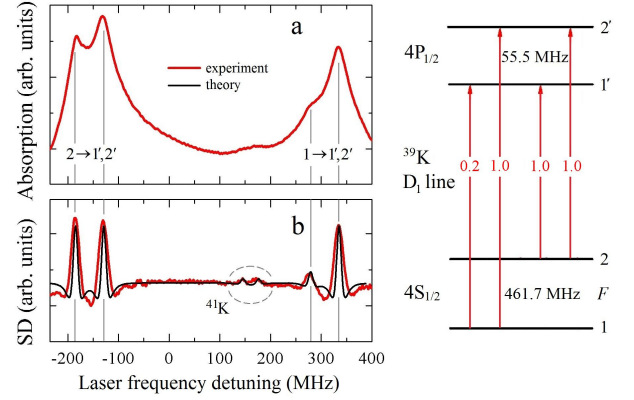 a
Absorption (arb. units)
experiment
theory
2→1′,2′
1→1′,2′
b
SD (arb. units)
⁴¹K
-200 -100 0 100 200 300 400
Laser frequency detuning (MHz)
2′
4P₁/₂
55.5 MHz
1′
³⁹K
D₁ line
0.2 1.0 1.0 1.0
2
4S₁/₂
461.7 MHz
F
1